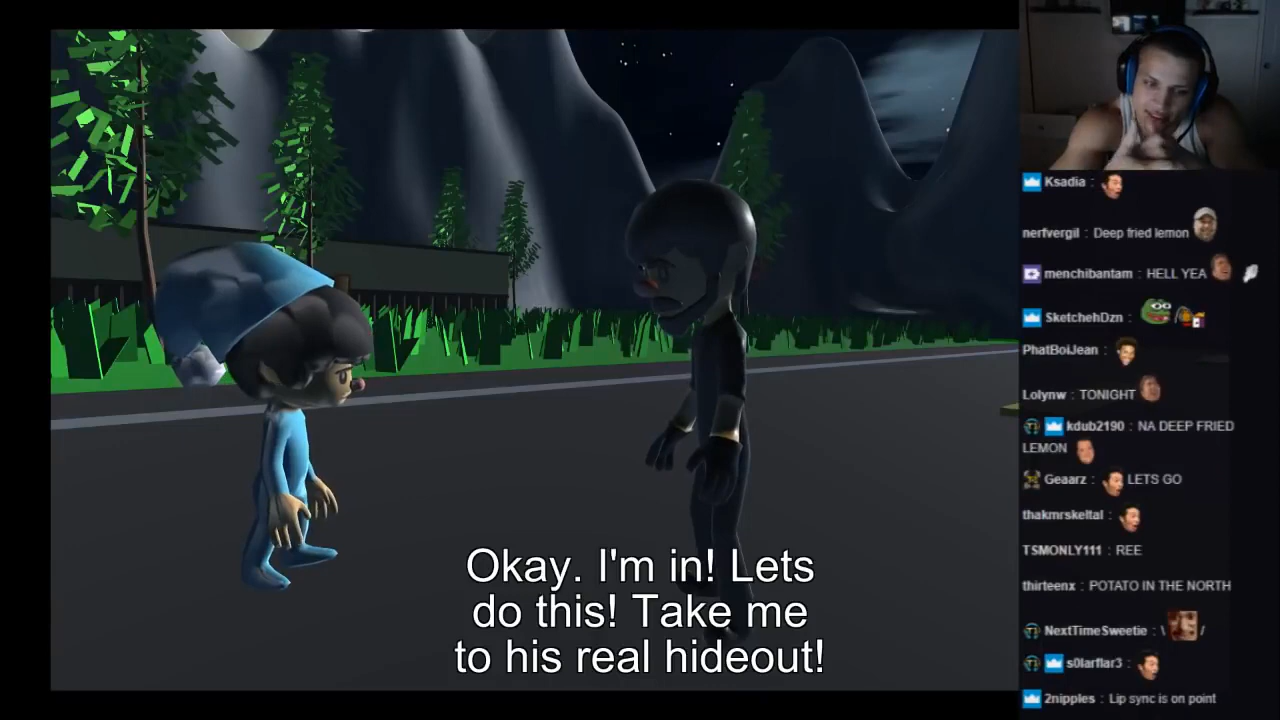 Okay. I'm in! Lets
do this! Take me
to his real hideout!
Ksadia :
nerfvergil : Deep fried lemon
menchibantam : HELL YEA
SketchehDzn :
PhatBoiJean :
Lolynw : TONIGHT
kdub2190 : NA DEEP FRIED
LEMON
Geaarz : LETS GO
thakmrskeltal :
TSMONLY111 : REE
thirteenx : POTATO IN THE NORTH
NextTimeSweetie : \ /
s0larflar3 :
2nipples : Lip sync is on point